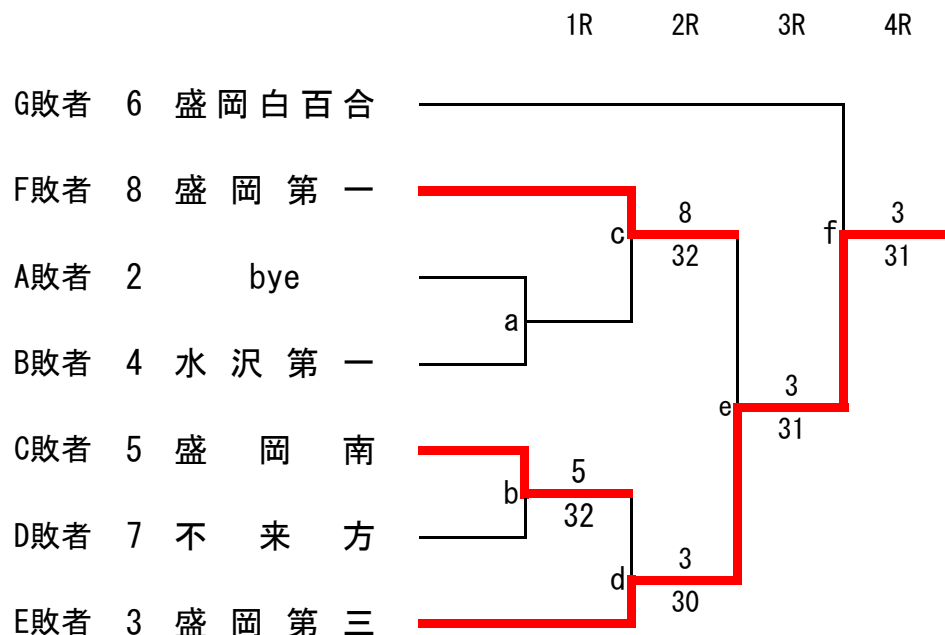 1R 2R 3R 4R
G敗者 6 盛岡白百合
F敗者 8 盛岡第一
8
c
32
3
f
31
A敗者 2 bye
a
B敗者 4 水沢第一
3
e
31
C敗者 5 盛岡南
5
b
32
D敗者 7 不来方
3
d
30
E敗者 3 盛岡第三